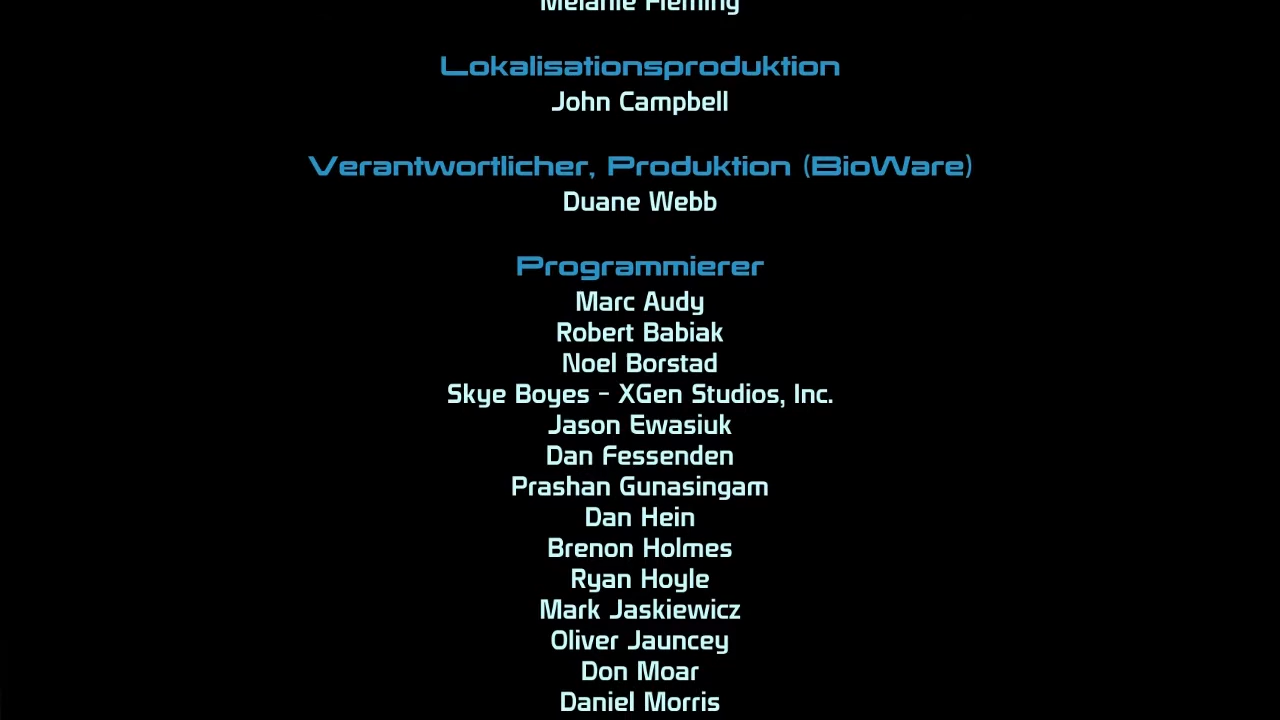 Melanie Fleming
Lokalisationsproduktion
John Campbell
Verantwortlicher, Produktion (BioWare)
Duane Webb
Programmierer
Marc Audy
Robert Babiak
Noel Borstad
Skye Boyes - XGen Studios, Inc.
Jason Ewasiuk
Dan Fessenden
Prashan Gunasingam
Dan Hein
Brenon Holmes
Ryan Hoyle
Mark Jaskiewicz
Oliver Jauncey
Don Moar
Daniel Morris